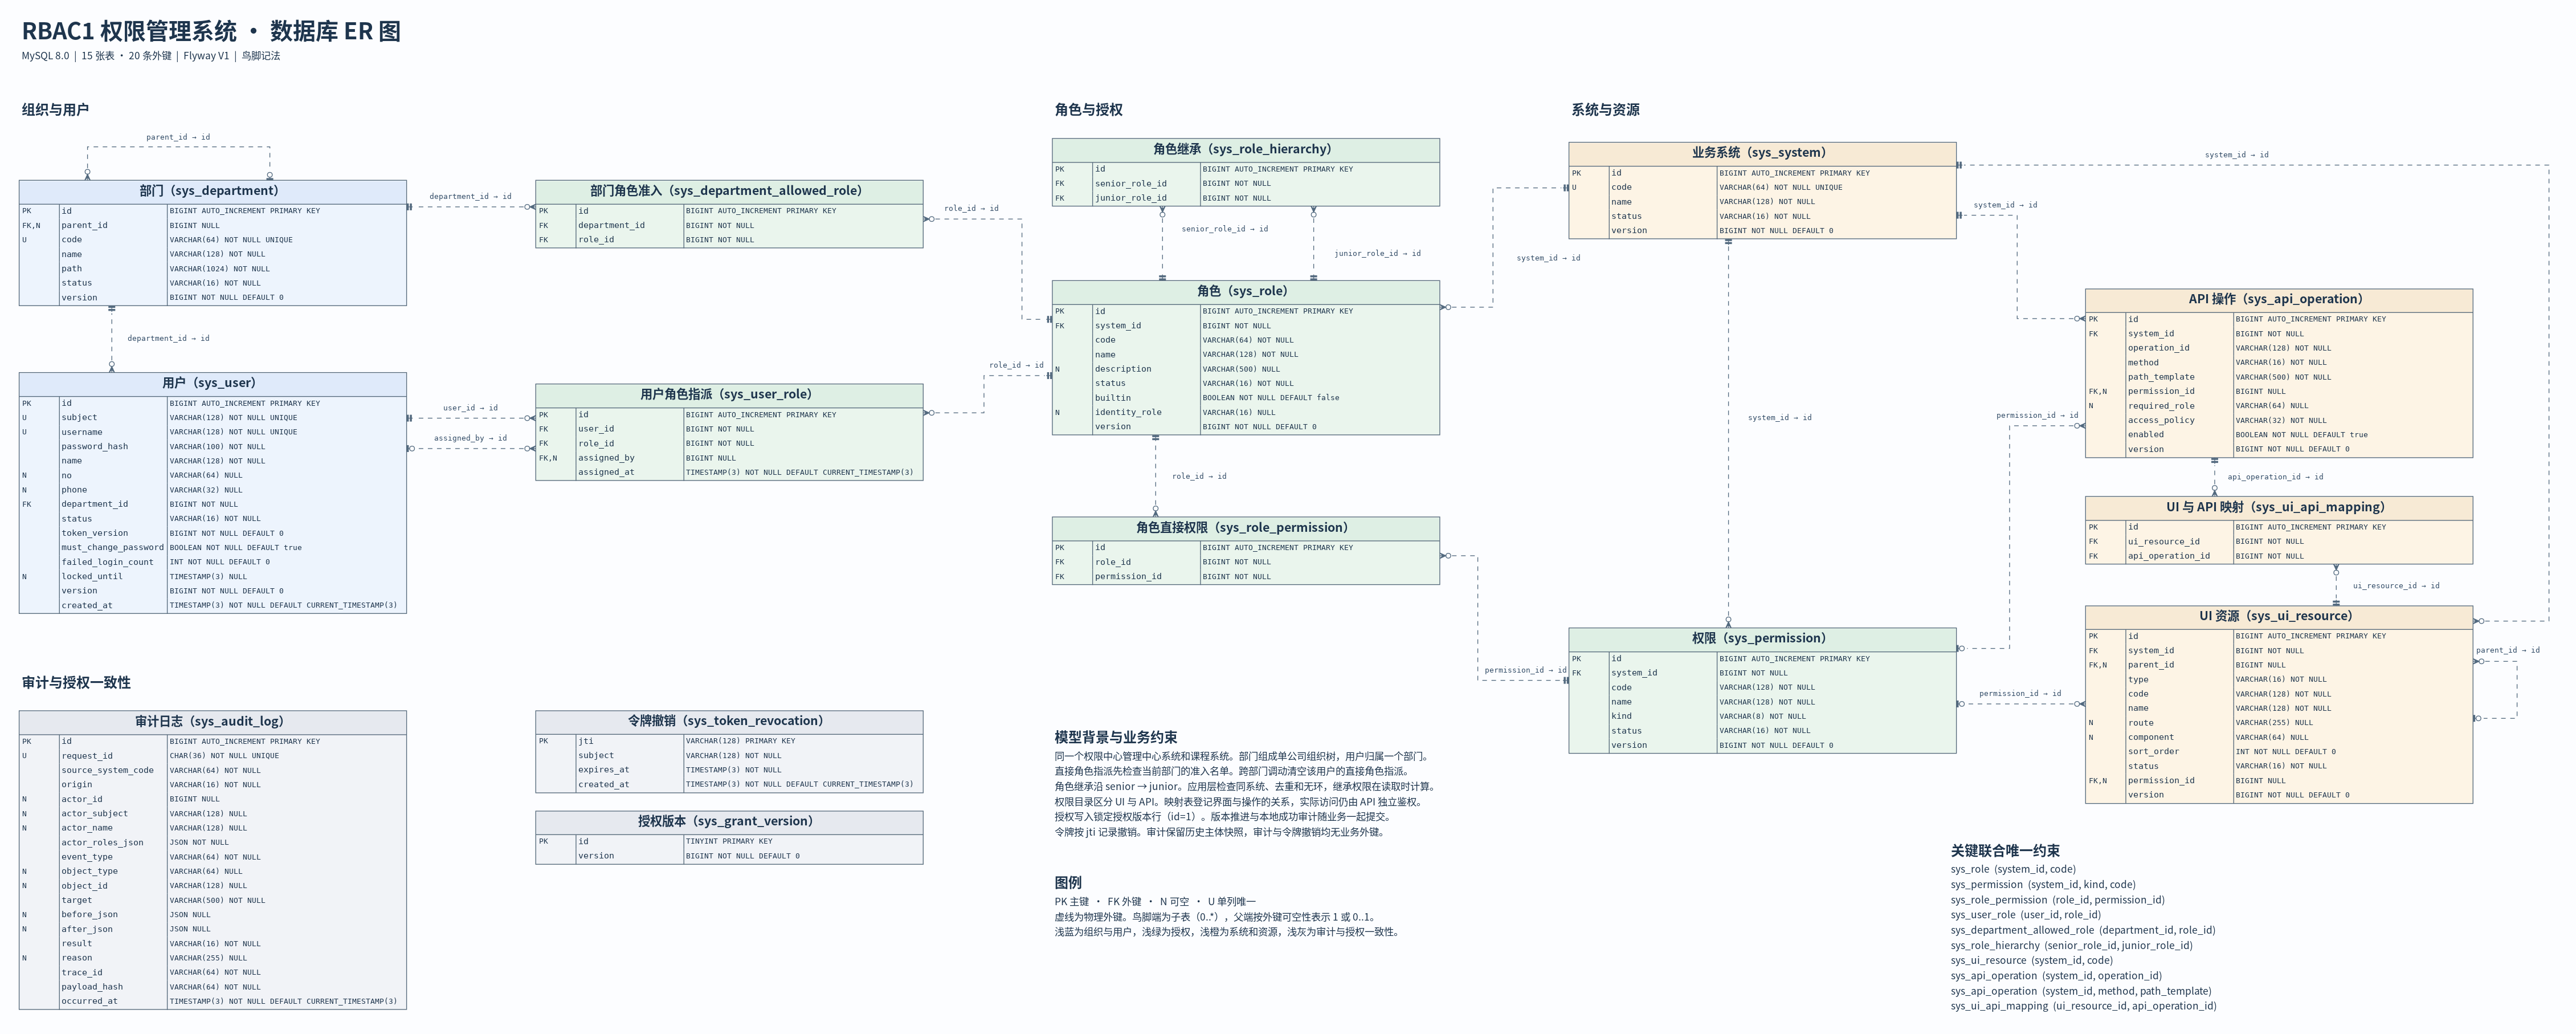 RBAC1 权限管理系统 · 数据库 ER 图
MySQL 8.0 | 15 张表 · 20 条外键 | Flyway V1 | 鸟脚记法
组织与用户
parent_id → id
部门（sys_department）
PK id BIGINT AUTO_INCREMENT PRIMARY KEY
FK,N parent_id BIGINT NULL
U code VARCHAR(64) NOT NULL UNIQUE
name VARCHAR(128) NOT NULL
path VARCHAR(1024) NOT NULL
status VARCHAR(16) NOT NULL
version BIGINT NOT NULL DEFAULT 0
department_id → id
部门角色准入（sys_department_allowed_role）
PK id BIGINT AUTO_INCREMENT PRIMARY KEY
FK department_id BIGINT NOT NULL
FK role_id BIGINT NOT NULL
role_id → id
department_id → id
用户（sys_user）
PK id BIGINT AUTO_INCREMENT PRIMARY KEY
U subject VARCHAR(128) NOT NULL UNIQUE
U username VARCHAR(128) NOT NULL UNIQUE
password_hash VARCHAR(100) NOT NULL
name VARCHAR(128) NOT NULL
N no VARCHAR(64) NULL
N phone VARCHAR(32) NULL
FK department_id BIGINT NOT NULL
status VARCHAR(16) NOT NULL
token_version BIGINT NOT NULL DEFAULT 0
must_change_password BOOLEAN NOT NULL DEFAULT true
failed_login_count INT NOT NULL DEFAULT 0
N locked_until TIMESTAMP(3) NULL
version BIGINT NOT NULL DEFAULT 0
created_at TIMESTAMP(3) NOT NULL DEFAULT CURRENT_TIMESTAMP(3)
user_id → id
assigned_by → id
用户角色指派（sys_user_role）
PK id BIGINT AUTO_INCREMENT PRIMARY KEY
FK user_id BIGINT NOT NULL
FK role_id BIGINT NOT NULL
FK,N assigned_by BIGINT NULL
assigned_at TIMESTAMP(3) NOT NULL DEFAULT CURRENT_TIMESTAMP(3)
role_id → id
角色与授权
角色继承（sys_role_hierarchy）
PK id BIGINT AUTO_INCREMENT PRIMARY KEY
FK senior_role_id BIGINT NOT NULL
FK junior_role_id BIGINT NOT NULL
senior_role_id → id
junior_role_id → id
角色（sys_role）
PK id BIGINT AUTO_INCREMENT PRIMARY KEY
FK system_id BIGINT NOT NULL
code VARCHAR(64) NOT NULL
name VARCHAR(128) NOT NULL
N description VARCHAR(500) NULL
status VARCHAR(16) NOT NULL
builtin BOOLEAN NOT NULL DEFAULT false
N identity_role VARCHAR(16) NULL
version BIGINT NOT NULL DEFAULT 0
role_id → id
角色直接权限（sys_role_permission）
PK id BIGINT AUTO_INCREMENT PRIMARY KEY
FK role_id BIGINT NOT NULL
FK permission_id BIGINT NOT NULL
permission_id → id
系统与资源
业务系统（sys_system）
PK id BIGINT AUTO_INCREMENT PRIMARY KEY
U code VARCHAR(64) NOT NULL UNIQUE
name VARCHAR(128) NOT NULL
status VARCHAR(16) NOT NULL
version BIGINT NOT NULL DEFAULT 0
system_id → id
system_id → id
system_id → id
system_id → id
权限（sys_permission）
PK id BIGINT AUTO_INCREMENT PRIMARY KEY
FK system_id BIGINT NOT NULL
code VARCHAR(128) NOT NULL
name VARCHAR(128) NOT NULL
kind VARCHAR(8) NOT NULL
status VARCHAR(16) NOT NULL
version BIGINT NOT NULL DEFAULT 0
permission_id → id
permission_id → id
API 操作（sys_api_operation）
PK id BIGINT AUTO_INCREMENT PRIMARY KEY
FK system_id BIGINT NOT NULL
operation_id VARCHAR(128) NOT NULL
method VARCHAR(16) NOT NULL
path_template VARCHAR(500) NOT NULL
FK,N permission_id BIGINT NULL
N required_role VARCHAR(64) NULL
access_policy VARCHAR(32) NOT NULL
enabled BOOLEAN NOT NULL DEFAULT true
version BIGINT NOT NULL DEFAULT 0
api_operation_id → id
UI 与 API 映射（sys_ui_api_mapping）
PK id BIGINT AUTO_INCREMENT PRIMARY KEY
FK ui_resource_id BIGINT NOT NULL
FK api_operation_id BIGINT NOT NULL
ui_resource_id → id
UI 资源（sys_ui_resource）
PK id BIGINT AUTO_INCREMENT PRIMARY KEY
FK system_id BIGINT NOT NULL
FK,N parent_id BIGINT NULL
type VARCHAR(16) NOT NULL
code VARCHAR(128) NOT NULL
name VARCHAR(128) NOT NULL
N route VARCHAR(255) NULL
N component VARCHAR(64) NULL
sort_order INT NOT NULL DEFAULT 0
status VARCHAR(16) NOT NULL
FK,N permission_id BIGINT NULL
version BIGINT NOT NULL DEFAULT 0
parent_id → id
审计与授权一致性
审计日志（sys_audit_log）
PK id BIGINT AUTO_INCREMENT PRIMARY KEY
U request_id CHAR(36) NOT NULL UNIQUE
source_system_code VARCHAR(64) NOT NULL
origin VARCHAR(16) NOT NULL
N actor_id BIGINT NULL
N actor_subject VARCHAR(128) NULL
N actor_name VARCHAR(128) NULL
actor_roles_json JSON NOT NULL
event_type VARCHAR(64) NOT NULL
N object_type VARCHAR(64) NULL
N object_id VARCHAR(128) NULL
target VARCHAR(500) NOT NULL
N before_json JSON NULL
N after_json JSON NULL
result VARCHAR(16) NOT NULL
N reason VARCHAR(255) NULL
trace_id VARCHAR(64) NOT NULL
payload_hash VARCHAR(64) NOT NULL
occurred_at TIMESTAMP(3) NOT NULL DEFAULT CURRENT_TIMESTAMP(3)
令牌撤销（sys_token_revocation）
PK jti VARCHAR(128) PRIMARY KEY
subject VARCHAR(128) NOT NULL
expires_at TIMESTAMP(3) NOT NULL
created_at TIMESTAMP(3) NOT NULL DEFAULT CURRENT_TIMESTAMP(3)
授权版本（sys_grant_version）
PK id TINYINT PRIMARY KEY
version BIGINT NOT NULL DEFAULT 0
模型背景与业务约束
同一个权限中心管理中心系统和课程系统。部门组成单公司组织树，用户归属一个部门。
直接角色指派先检查当前部门的准入名单。跨部门调动清空该用户的直接角色指派。
角色继承沿 senior → junior。应用层检查同系统、去重和无环，继承权限在读取时计算。
权限目录区分 UI 与 API。映射表登记界面与操作的关系，实际访问仍由 API 独立鉴权。
授权写入锁定授权版本行（id=1）。版本推进与本地成功审计随业务一起提交。
令牌按 jti 记录撤销。审计保留历史主体快照，审计与令牌撤销均无业务外键。
图例
PK 主键 · FK 外键 · N 可空 · U 单列唯一
虚线为物理外键。鸟脚端为子表（0..*），父端按外键可空性表示 1 或 0..1。
浅蓝为组织与用户，浅绿为授权，浅橙为系统和资源，浅灰为审计与授权一致性。
关键联合唯一约束
sys_role (system_id, code)
sys_permission (system_id, kind, code)
sys_role_permission (role_id, permission_id)
sys_user_role (user_id, role_id)
sys_department_allowed_role (department_id, role_id)
sys_role_hierarchy (senior_role_id, junior_role_id)
sys_ui_resource (system_id, code)
sys_api_operation (system_id, operation_id)
sys_api_operation (system_id, method, path_template)
sys_ui_api_mapping (ui_resource_id, api_operation_id)